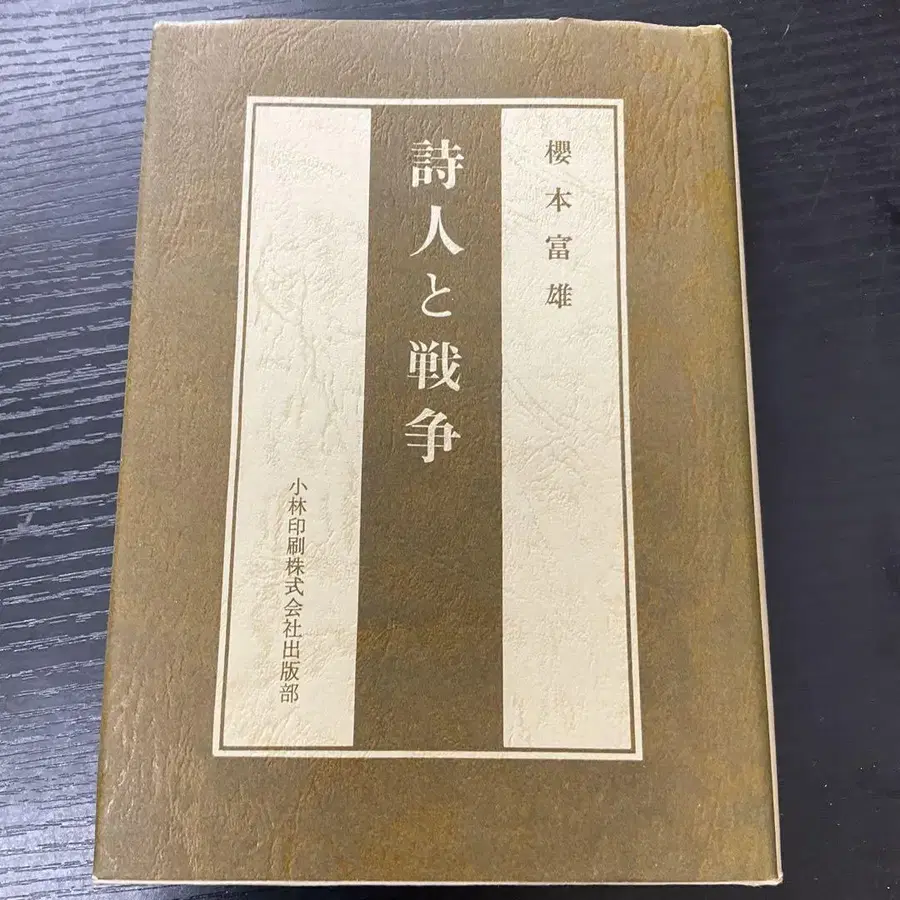 櫻本富雄
詩人と戦争
小林印刷株式会社出版部